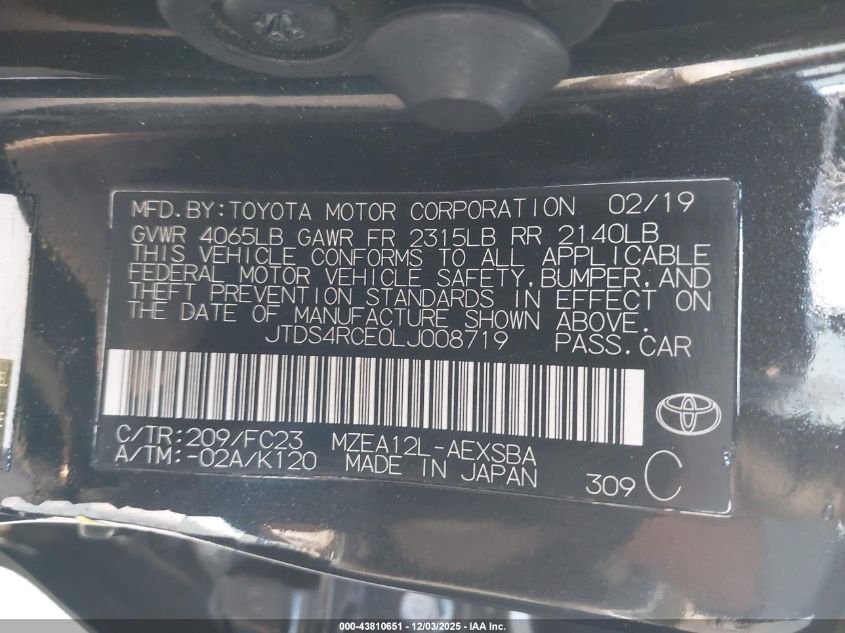 MFD.BY:TOYOTA MOTOR CORPORATION 02/19
GVWR 4065LB GAWR FR 2315LB RR 2140LB
THIS VEHICLE CONFORMS TO ALL APPLICABLE
FEDERAL MOTOR VEHICLE SAFETY,BUMPER,AND
THEFT PREVENTION STANDARDS IN EFFECT ON
THE DATE OF MANUFACTURE SHOWN ABOVE.
JTDS4RCE0LJ008719 PASS.CAR
C/TR:209/FC23 MZEA12L-AEXSBA
A/TM:-02A/K120 MADE IN JAPAN
309 C
000-43810651 - 12/03/2025 - IAA Inc.